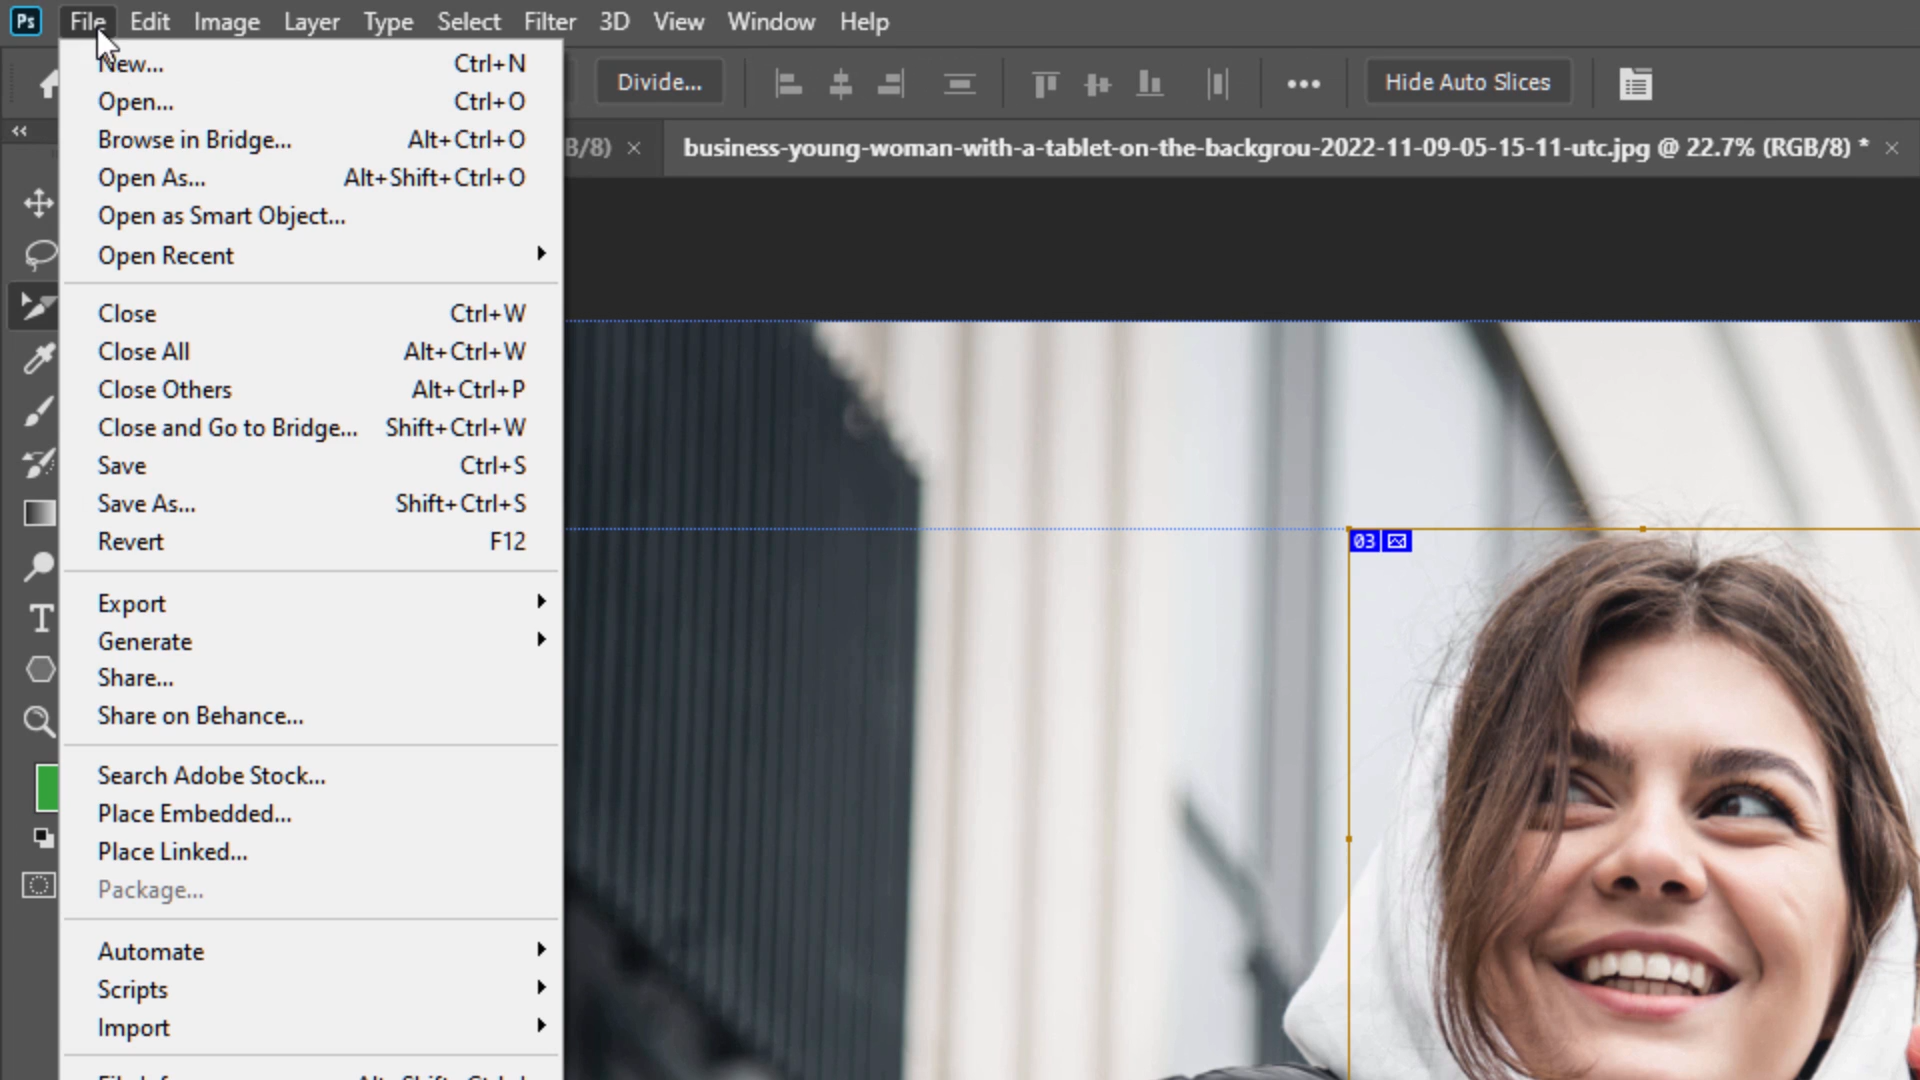 Ps File Edit Image Layer Type Select Filter 3D View Window Help
Divide... Hide Auto Slices
B/8) × business-young-woman-with-a-tablet-on-the-backgrou-2022-11-09-05-15-11-utc.jpg @ 22.7% (RGB/8) * ×
New... Ctrl+N
Open... Ctrl+O
Browse in Bridge... Alt+Ctrl+O
Open As... Alt+Shift+Ctrl+O
Open as Smart Object...
Open Recent
Close Ctrl+W
Close All Alt+Ctrl+W
Close Others Alt+Ctrl+P
Close and Go to Bridge... Shift+Ctrl+W
Save Ctrl+S
Save As... Shift+Ctrl+S
Revert F12
03
Export
Generate
Share...
Share on Behance...
Search Adobe Stock...
Place Embedded...
Place Linked...
Package...
Automate
Scripts
Import